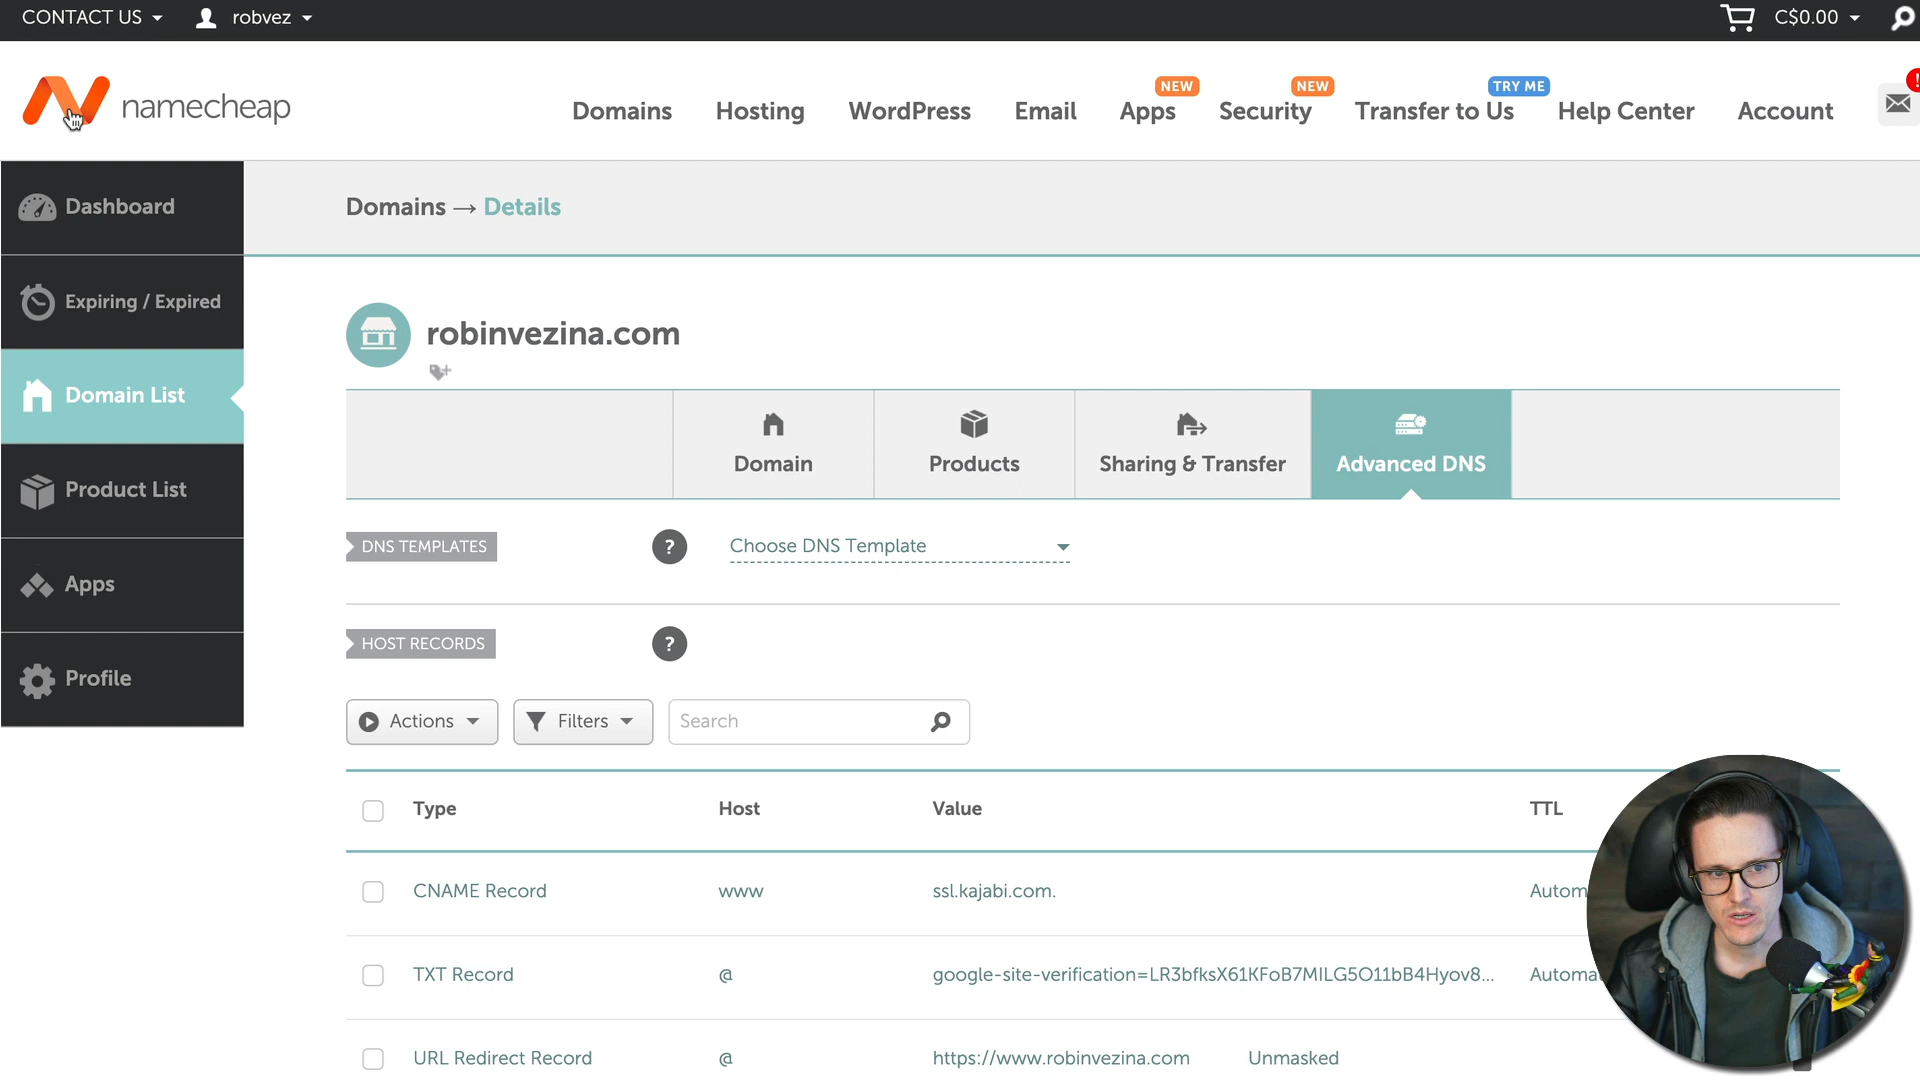 CONTACT US robvez C$0.00
namecheap
NEW NEW TRY ME
Domains Hosting WordPress Email Apps Security Transfer to Us Help Center Account
Dashboard
Expiring / Expired
Domain List
Product List
Apps
Profile
Domains → Details
robinvezina.com
Domain Products Sharing & Transfer Advanced DNS
DNS TEMPLATES ? Choose DNS Template
HOST RECORDS ?
Actions Filters Search
Type Host Value TTL
CNAME Record www ssl.kajabi.com. Autom
TXT Record @ google-site-verification=LR3bfksX61KFoB7MILG5O11bB4Hyov8... Automa
URL Redirect Record @ https://www.robinvezina.com Unmasked